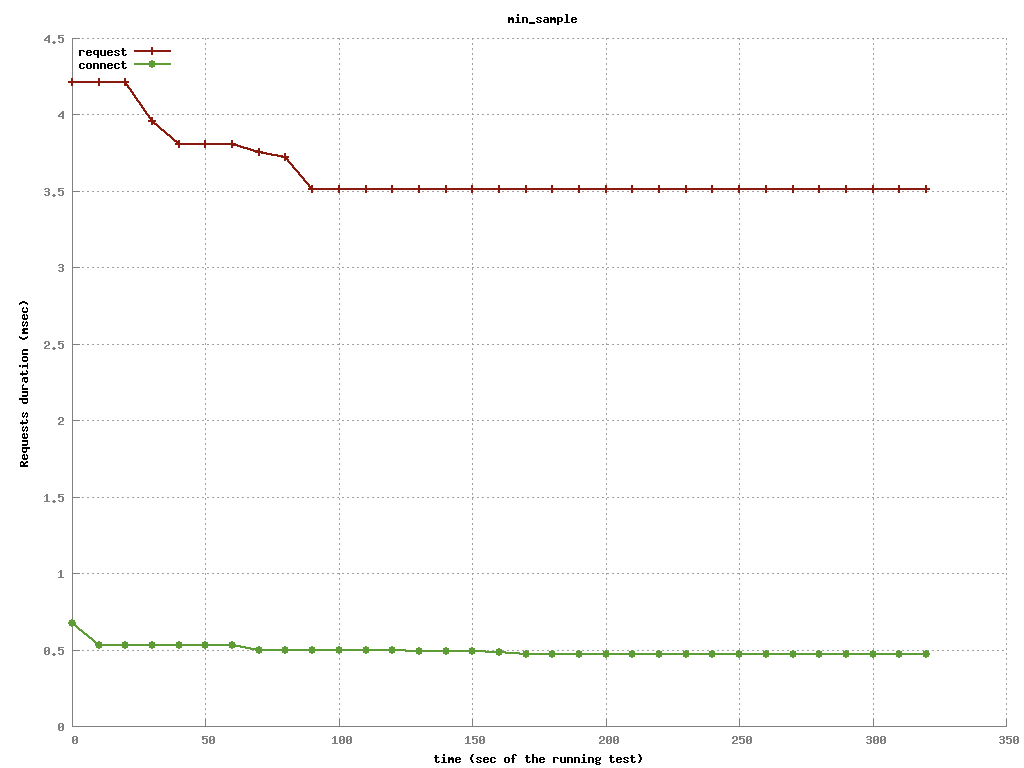 min_sample
4.5
request
connect
4
3.5
3
2.5
2
1.5
1
0.5
0
Requests duration (msec)
0 50 100 150 200 250 300 350
time (sec of the running test)